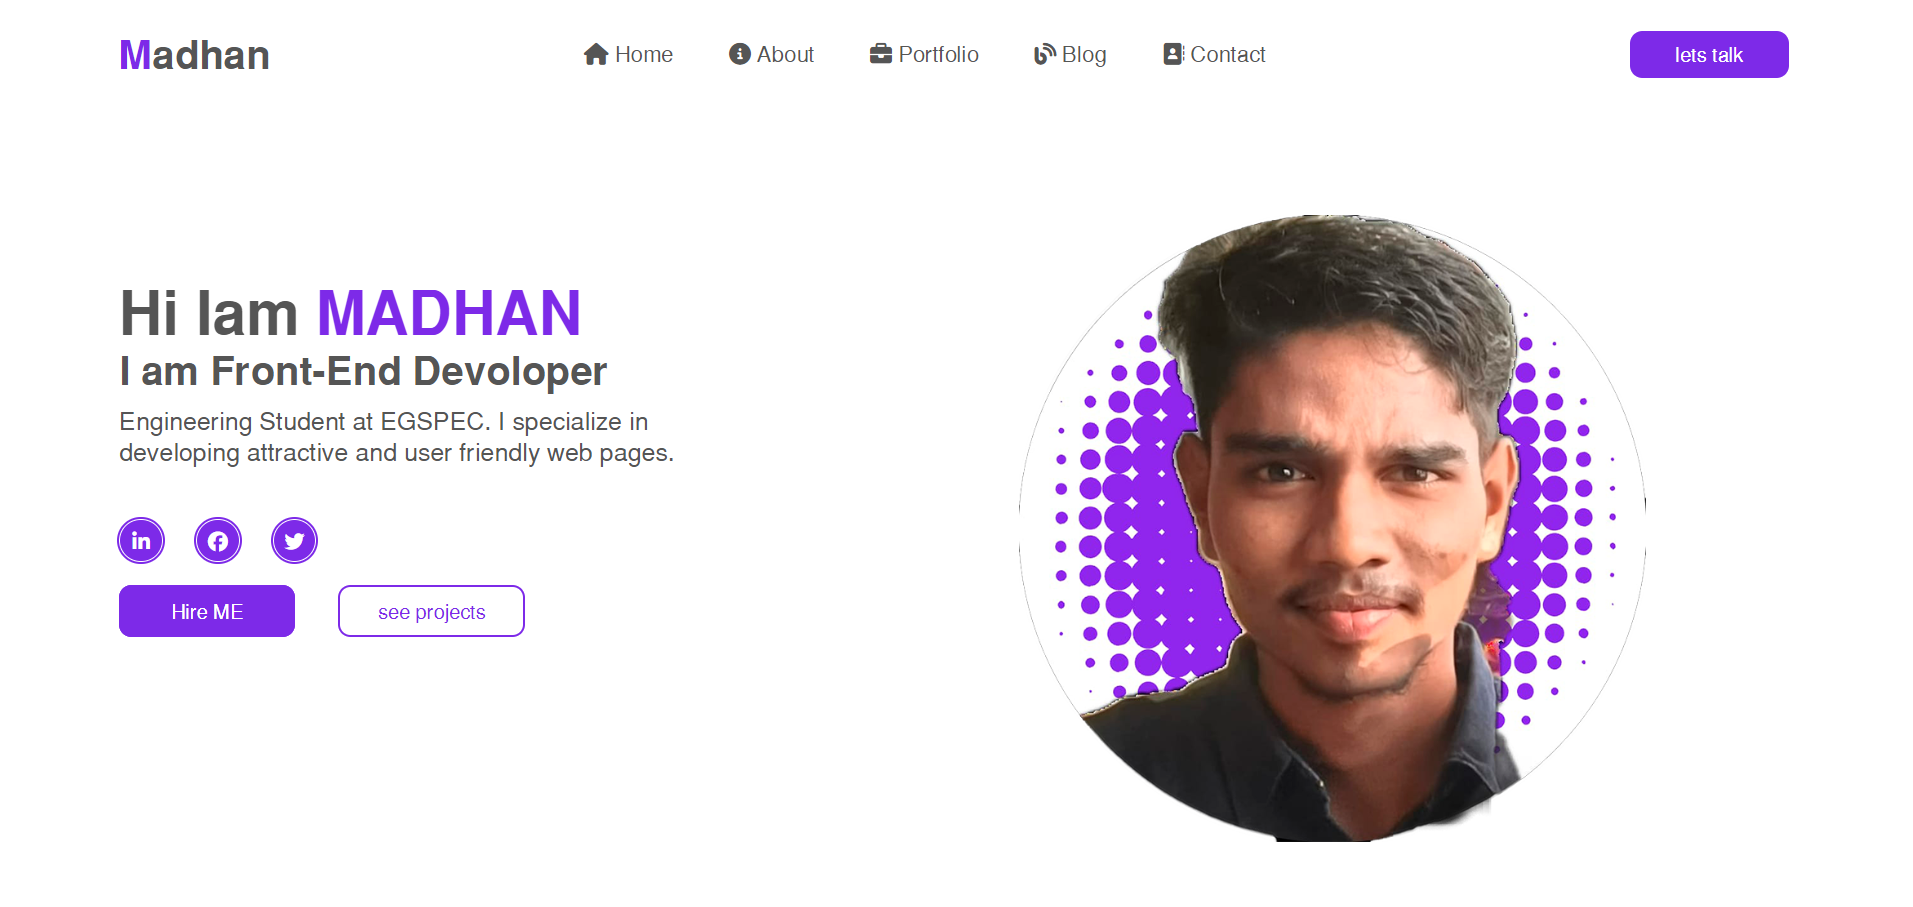 Madhan
Home About Portfolio Blog Contact
lets talk
Hi Iam MADHAN
I am Front-End Devoloper
Engineering Student at EGSPEC. I specialize in
developing attractive and user friendly web pages.
in
Hire ME
see projects